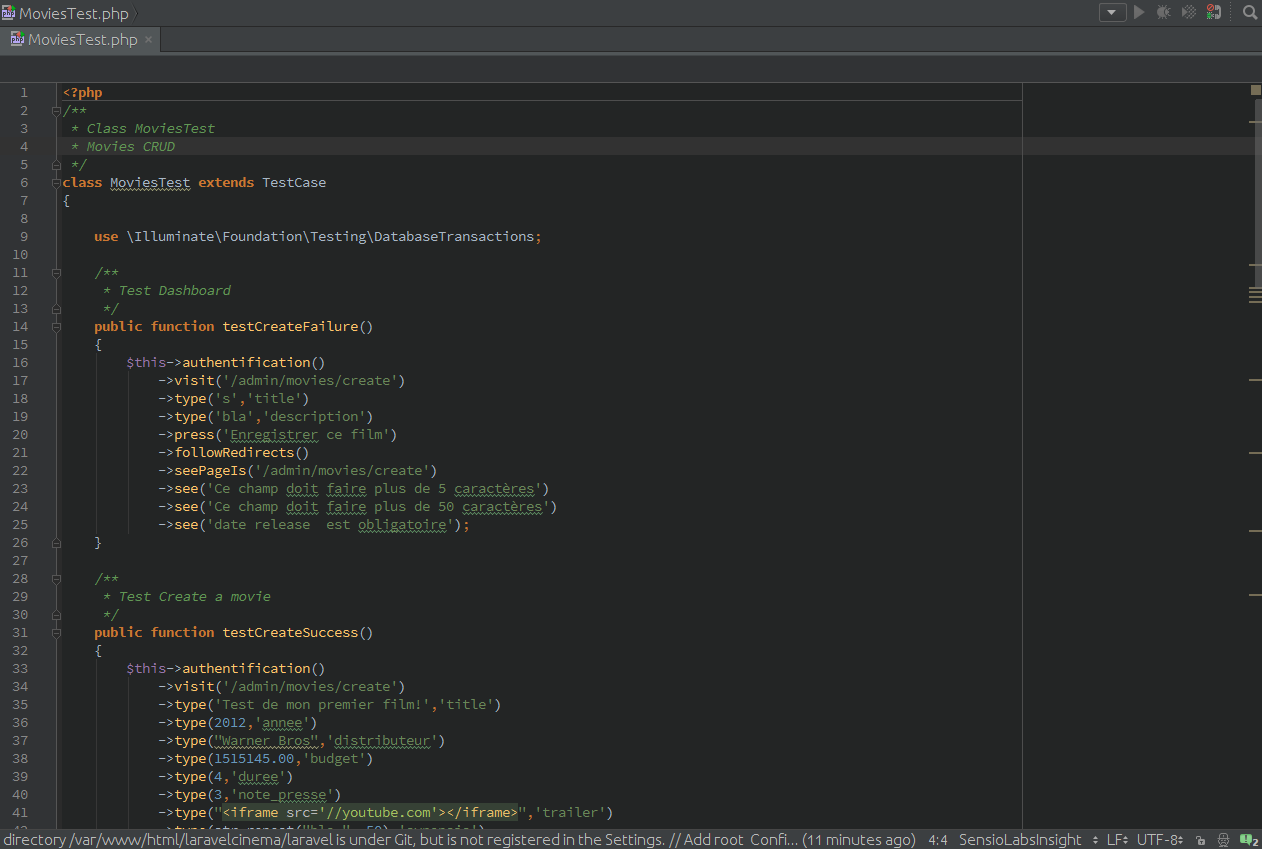 MoviesTest.php
MoviesTest.php ×
1 <?php
2 /**
3 * Class MoviesTest
4 * Movies CRUD
5 */
6 class MoviesTest extends TestCase
7 {
8
9 use \Illuminate\Foundation\Testing\DatabaseTransactions;
10
11 /**
12 * Test Dashboard
13 */
14 public function testCreateFailure()
15 {
16 $this->authentification()
17 ->visit('/admin/movies/create')
18 ->type('s','title')
19 ->type('bla','description')
20 ->press('Enregistrer ce film')
21 ->followRedirects()
22 ->seePageIs('/admin/movies/create')
23 ->see('Ce champ doit faire plus de 5 caractères')
24 ->see('Ce champ doit faire plus de 50 caractères')
25 ->see('date release  est obligatoire');
26 }
27
28 /**
29 * Test Create a movie
30 */
31 public function testCreateSuccess()
32 {
33 $this->authentification()
34 ->visit('/admin/movies/create')
35 ->type('Test de mon premier film!','title')
36 ->type(2012,'annee')
37 ->type("Warner Bros",'distributeur')
38 ->type(1515145.00,'budget')
39 ->type(4,'duree')
40 ->type(3,'note_presse')
41 ->type("<iframe src='//youtube.com'></iframe>",'trailer')
directory /var/www/html/laravelcinema/laravel is under Git, but is not registered in the Settings. // Add root Confi... (11 minutes ago) 4:4 SensioLabsInsight LF UTF-8 2